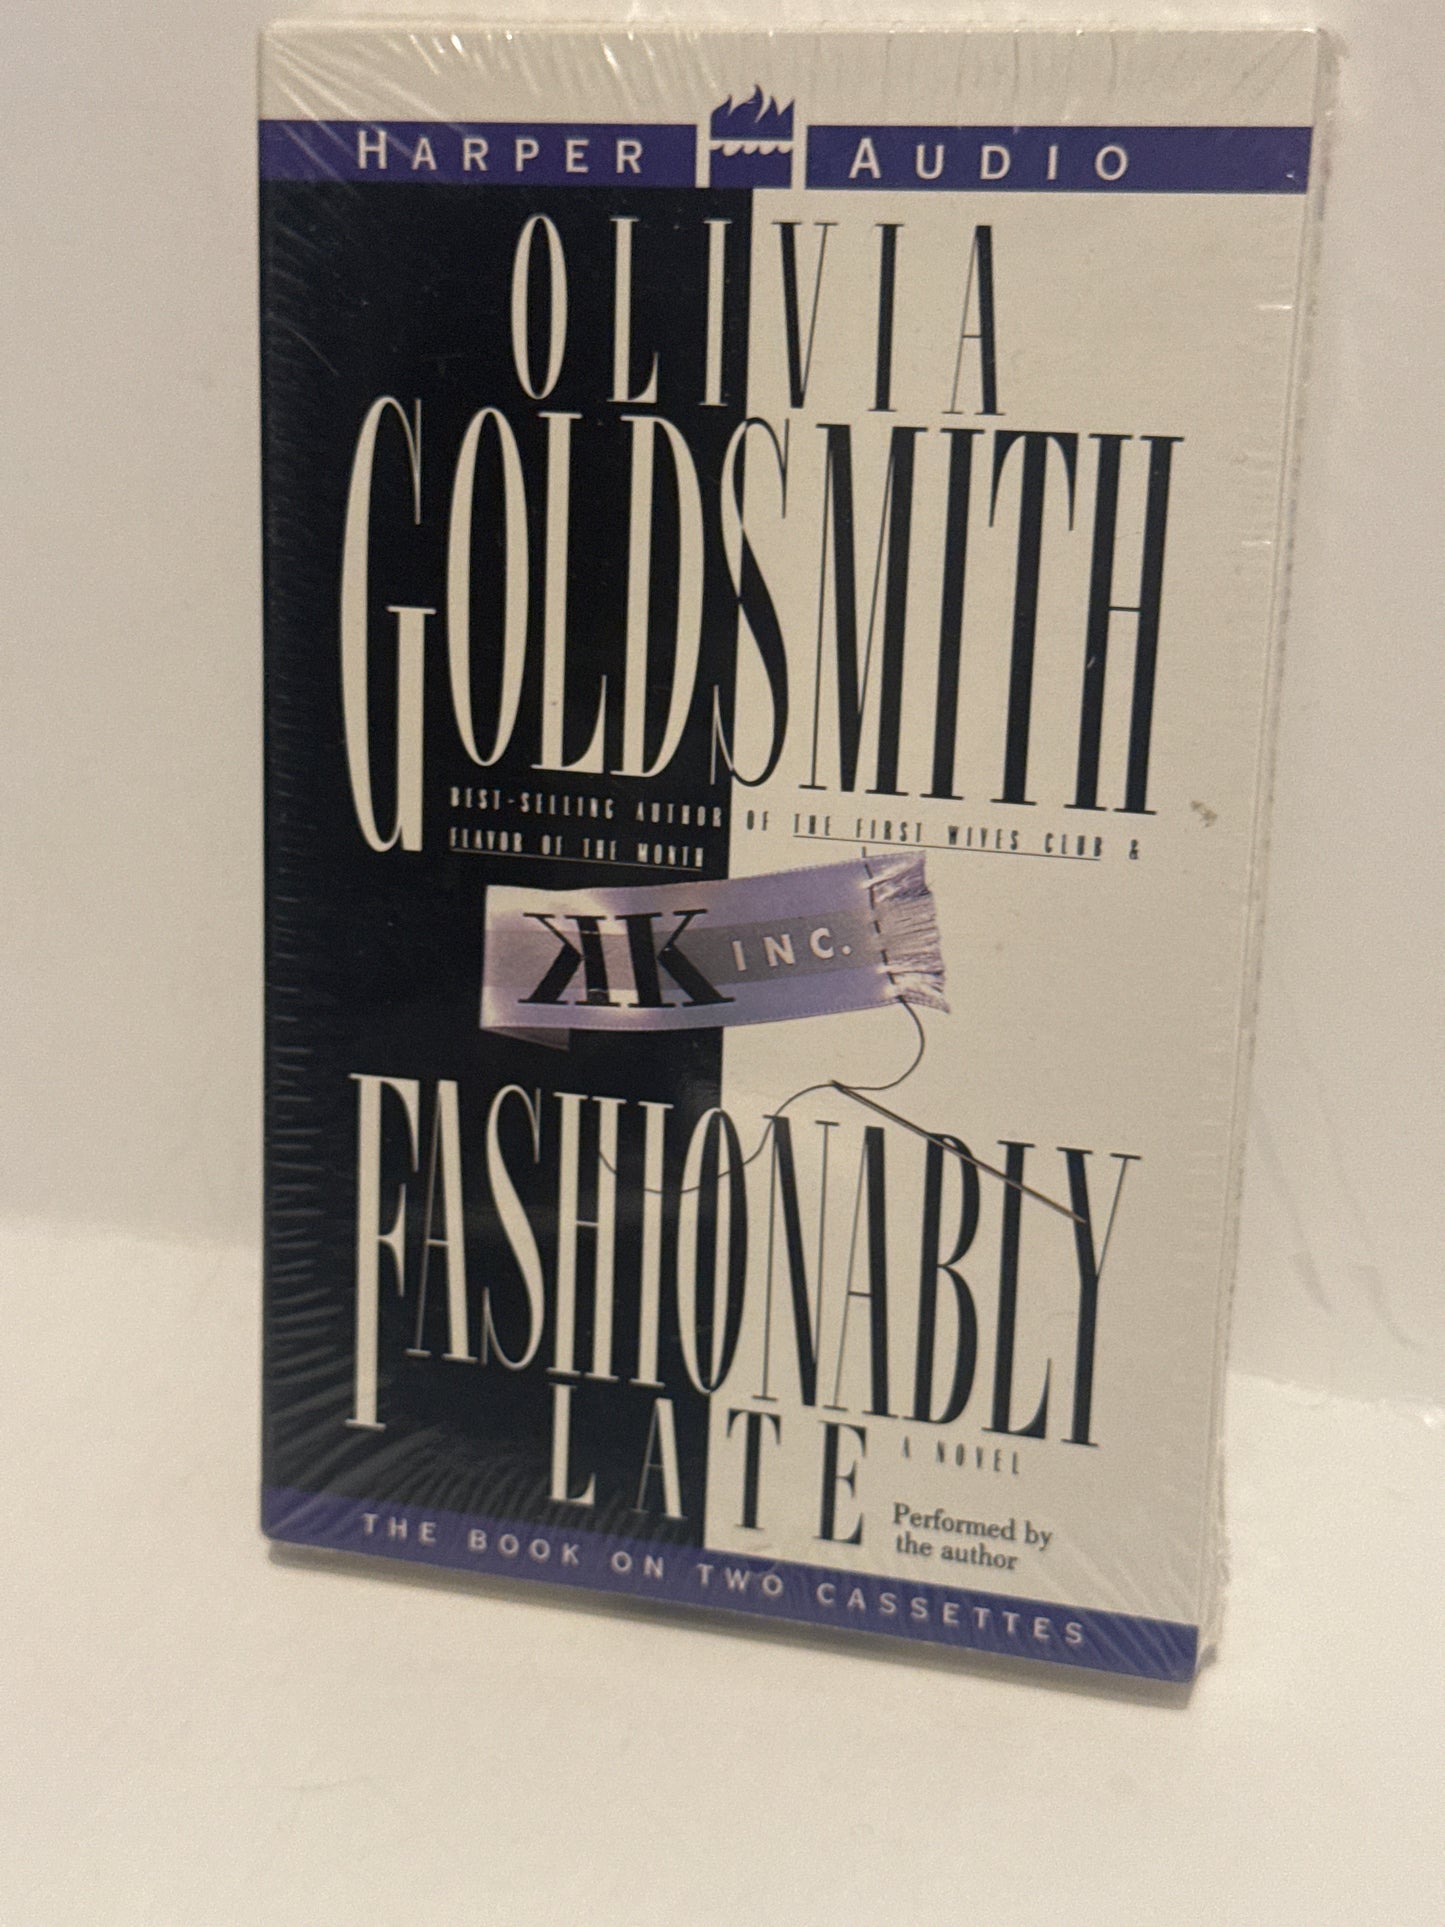 HARPER AUDIO
OLIVIA
GOLDSMITH
BEST-SELLING AUTHOR OF THE FIRST WIVES CLUB &
FLAVOR OF THE MONTH
KK INC.
FASHIONABLY
LATE
A NOVEL
Performed by
the author
THE BOOK ON TWO CASSETTES